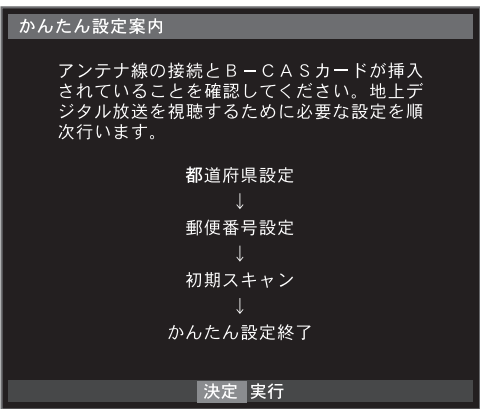 かんたん設定案内
アンテナ線の接続とＢ－ＣＡＳカードが挿入
されていることを確認してください。地上デ
ジタル放送を視聴するために必要な設定を順
次行います。
都道府県設定
↓
郵便番号設定
↓
初期スキャン
↓
かんたん設定終了
決定 実行